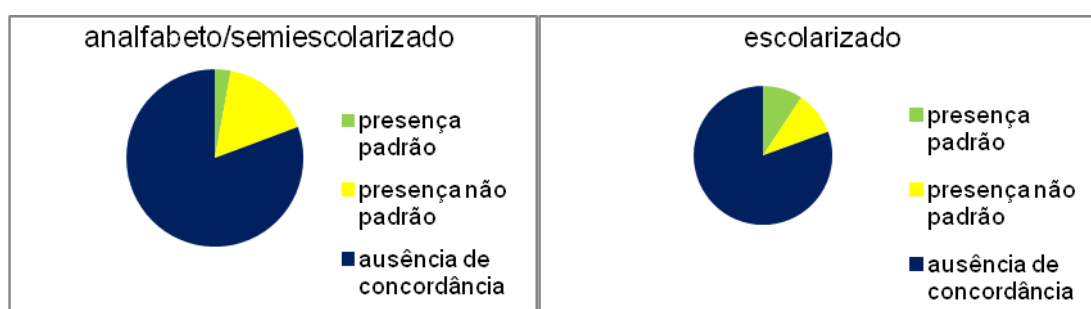 analfabeto/semiescolarizado
presença
padrão
presença não
padrão
ausência de
concordância
escolarizado
presença
padrão
presença não
padrão
ausência de
concordância